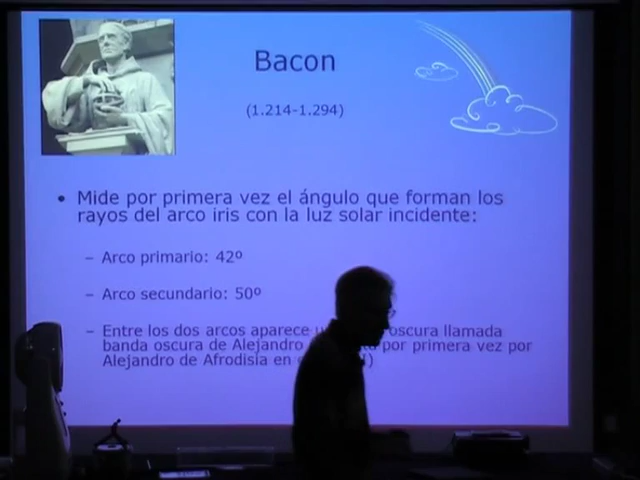 Bacon
(1.214-1.294)
• Mide por primera vez el ángulo que forman los
rayos del arco iris con la luz solar incidente:
– Arco primario: 42º
– Arco secundario: 50º
– Entre los dos arcos aparece oscura llamada
banda oscura de Alejandro por primera vez por
Alejandro de Afrodisia en